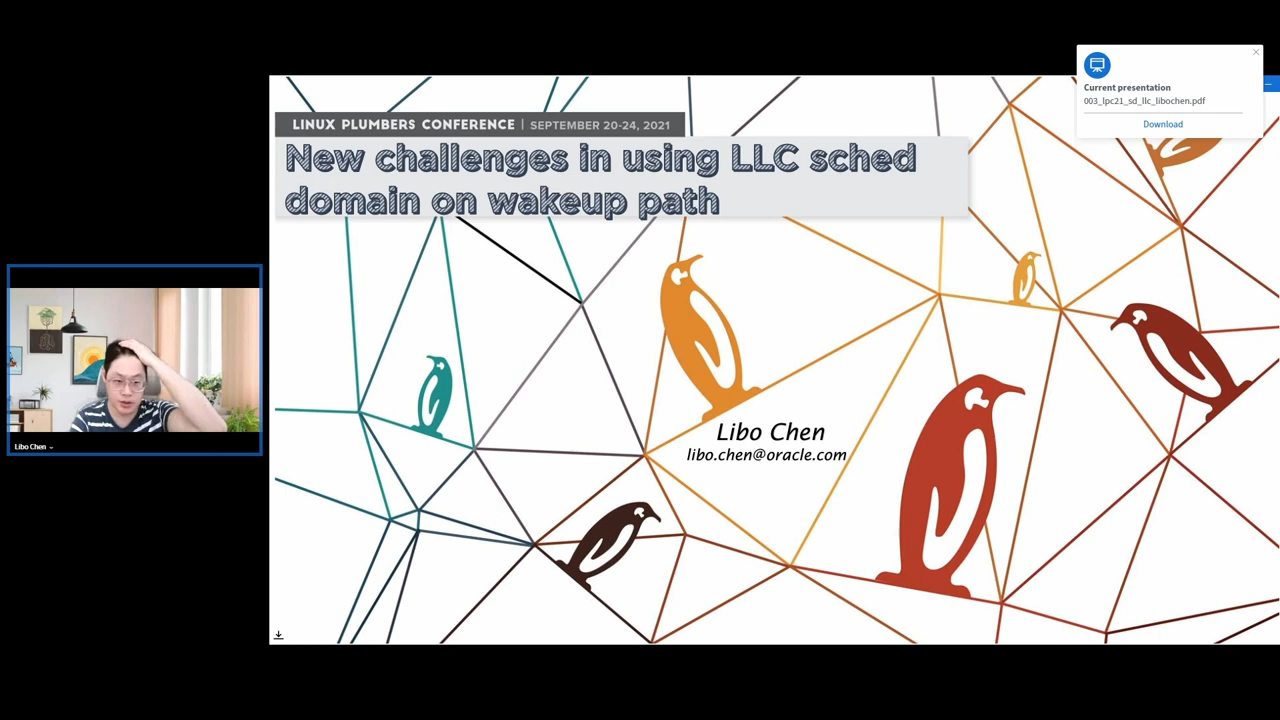 Current presentation
003_lpc21_sd_llc_libochen.pdf
Download
LINUX PLUMBERS CONFERENCE | SEPTEMBER 20-24, 2021
New challenges in using LLC sched
domain on wakeup path
Libo Chen
libo.chen@oracle.com
Libo Chen